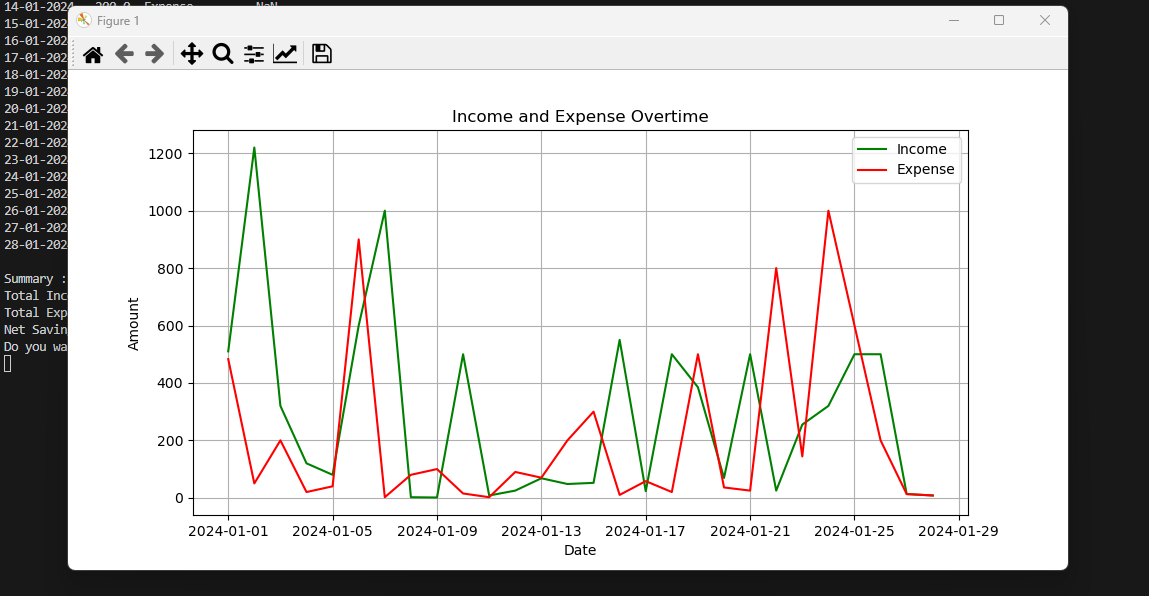 14-01-2024 200.0 Expense NaN
Figure 1
15-01-202
16-01-202
17-01-202
18-01-202
19-01-202
20-01-202
21-01-202
22-01-202
23-01-202
24-01-202
25-01-202
26-01-202
27-01-202
28-01-202
Summary :
Total Inc
Total Exp
Net Savin
Do you wa
Income and Expense Overtime
Income
Expense
1200
1000
800
600
400
200
0
Amount
2024-01-01 2024-01-05 2024-01-09 2024-01-13 2024-01-17 2024-01-21 2024-01-25 2024-01-29
Date